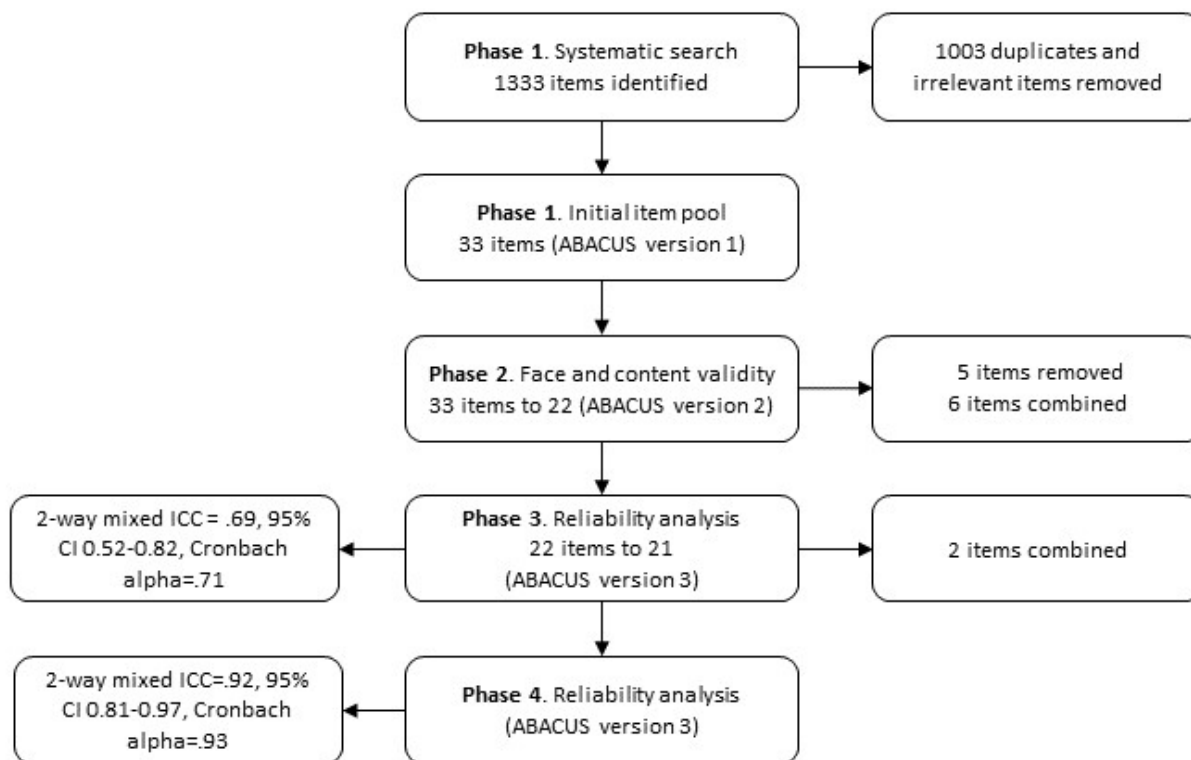 Phase 1. Systematic search
1333 items identified
1003 duplicates and
irrelevant items removed
Phase 1. Initial item pool
33 items (ABACUS version 1)
Phase 2. Face and content validity
33 items to 22 (ABACUS version 2)
5 items removed
6 items combined
2-way mixed ICC = .69, 95%
CI 0.52-0.82, Cronbach
alpha=.71
Phase 3. Reliability analysis
22 items to 21
(ABACUS version 3)
2 items combined
2-way mixed ICC=.92, 95%
CI 0.81-0.97, Cronbach
alpha=.93
Phase 4. Reliability analysis
(ABACUS version 3)